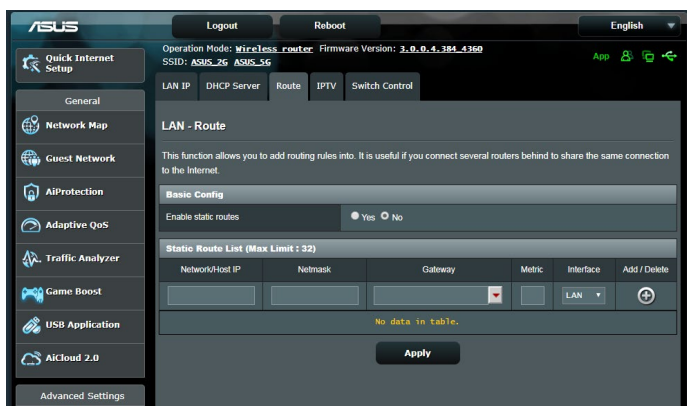 ASUS
Logout
Reboot
English
Quick Internet Setup
Operation Mode: Wireless router Firmware Version: 3.0.0.4.384_4360
SSID: ASUS_2G ASUS_5G
App
LAN IP DHCP Server Route IPTV Switch Control
General
Network Map
Guest Network
AiProtection
Adaptive QoS
Traffic Analyzer
Game Boost
USB Application
AiCloud 2.0
Advanced Settings
LAN - Route
This function allows you to add routing rules into. It is useful if you connect several routers behind to share the same connection
to the Internet.
Basic Config
Enable static routes Yes No
Static Route List (Max Limit : 32)
Network/Host IP Netmask Gateway Metric Interface Add / Delete
LAN
No data in table.
Apply